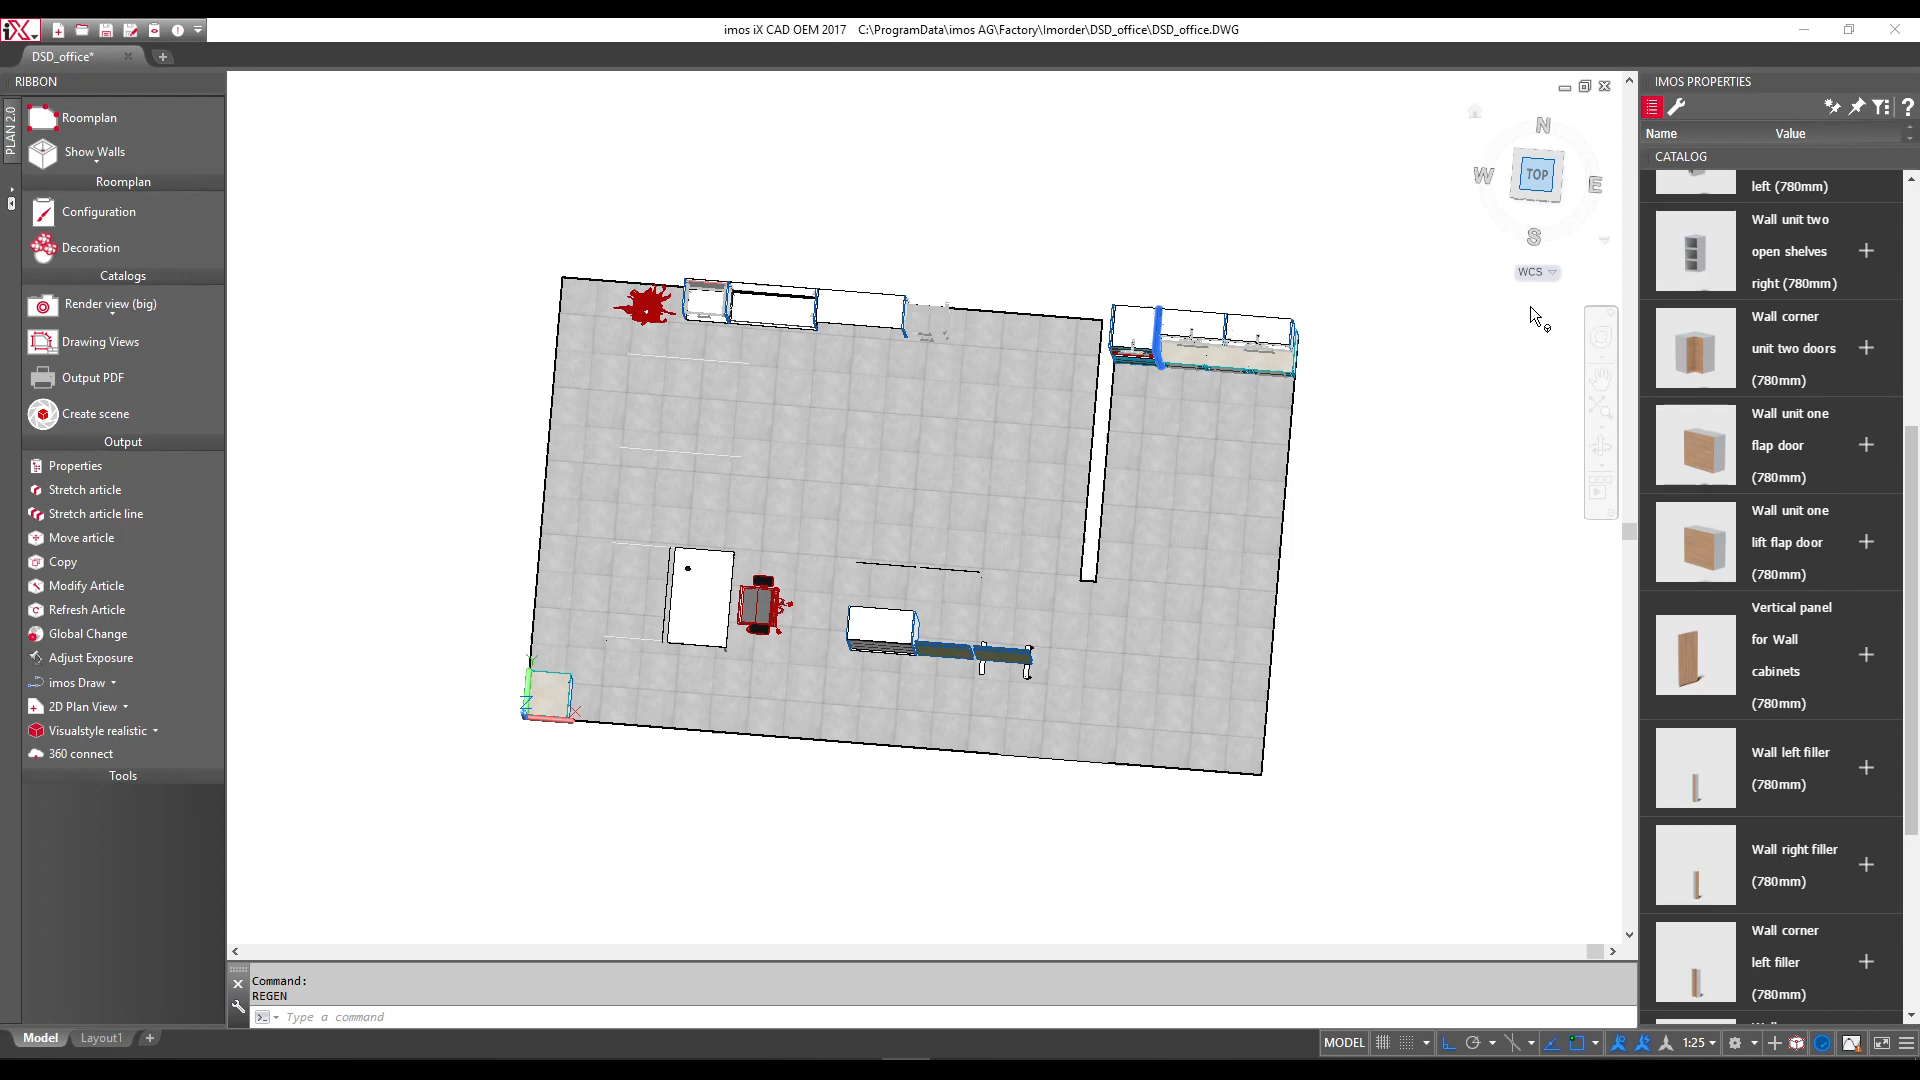 iX
imos iX CAD OEM 2017 C:\ProgramData\imos AG\Factory\Imorder\DSD_office\DSD_office.DWG
DSD_office*
RIBBON
PLAN 2.0
Roomplan
Show Walls
Roomplan
Configuration
Decoration
Catalogs
Render view (big)
Drawing Views
Output PDF
Create scene
Output
Properties
Stretch article
Stretch article line
Move article
Copy
Modify Article
Refresh Article
Global Change
Adjust Exposure
imos Draw
2D Plan View
Visualstyle realistic
360 connect
Tools
N
W
TOP
E
S
WCS
Y
Z
X
IMOS PROPERTIES
Name Value
CATALOG
left (780mm)
Wall unit two
open shelves
right (780mm)
Wall corner
unit two doors
(780mm)
Wall unit one
flap door
(780mm)
Wall unit one
lift flap door
(780mm)
Vertical panel
for Wall
cabinets
(780mm)
Wall left filler
(780mm)
Wall right filler
(780mm)
Wall corner
left filler
(780mm)
Command:
REGEN
Type a command
Model Layout1
MODEL 1:25